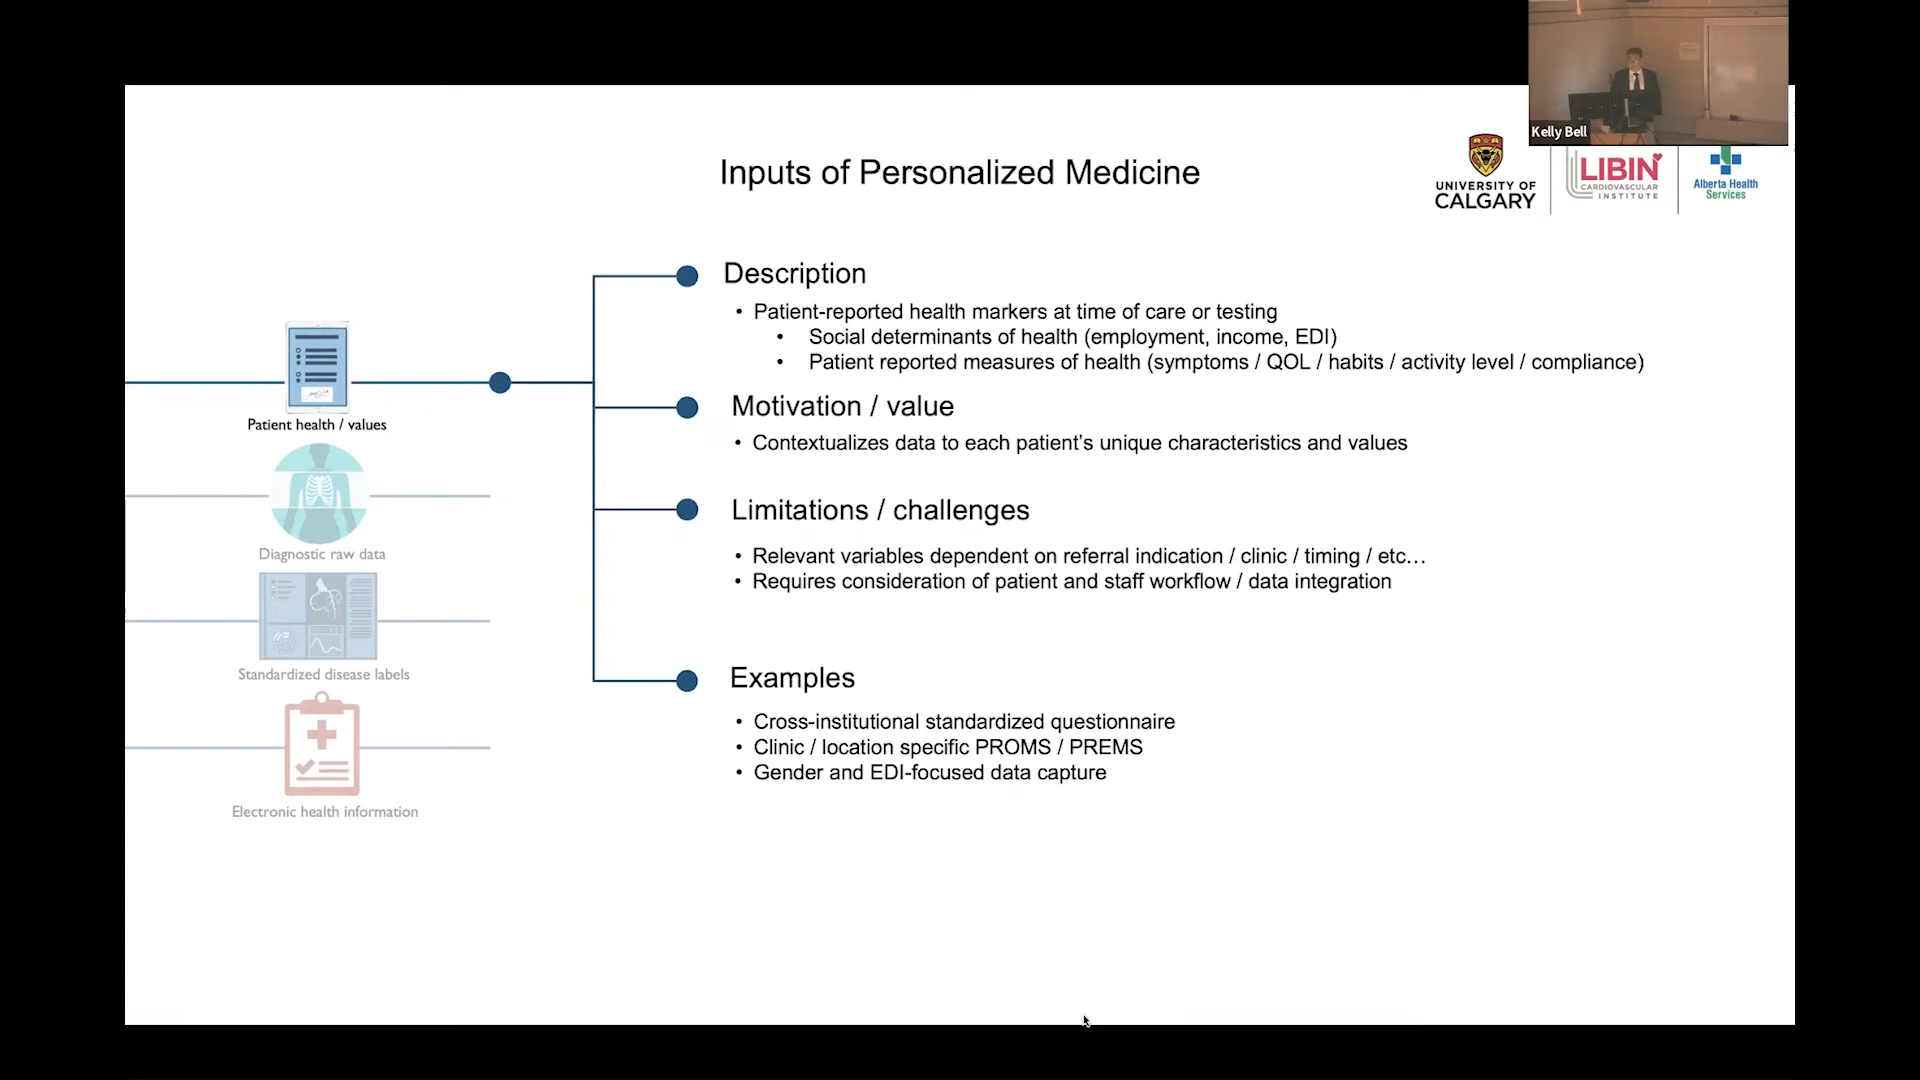 Kelly Bell
Inputs of Personalized Medicine
UNIVERSITY OF
CALGARY
LIBIN
CARDIOVASCULAR
INSTITUTE
Alberta Health
Services
Description
• Patient-reported health markers at time of care or testing
• Social determinants of health (employment, income, EDI)
• Patient reported measures of health (symptoms / QOL / habits / activity level / compliance)
Patient health / values
Motivation / value
• Contextualizes data to each patient’s unique characteristics and values
Diagnostic raw data
Limitations / challenges
• Relevant variables dependent on referral indication / clinic / timing / etc…
• Requires consideration of patient and staff workflow / data integration
Standardized disease labels
Examples
• Cross-institutional standardized questionnaire
• Clinic / location specific PROMS / PREMS
• Gender and EDI-focused data capture
Electronic health information